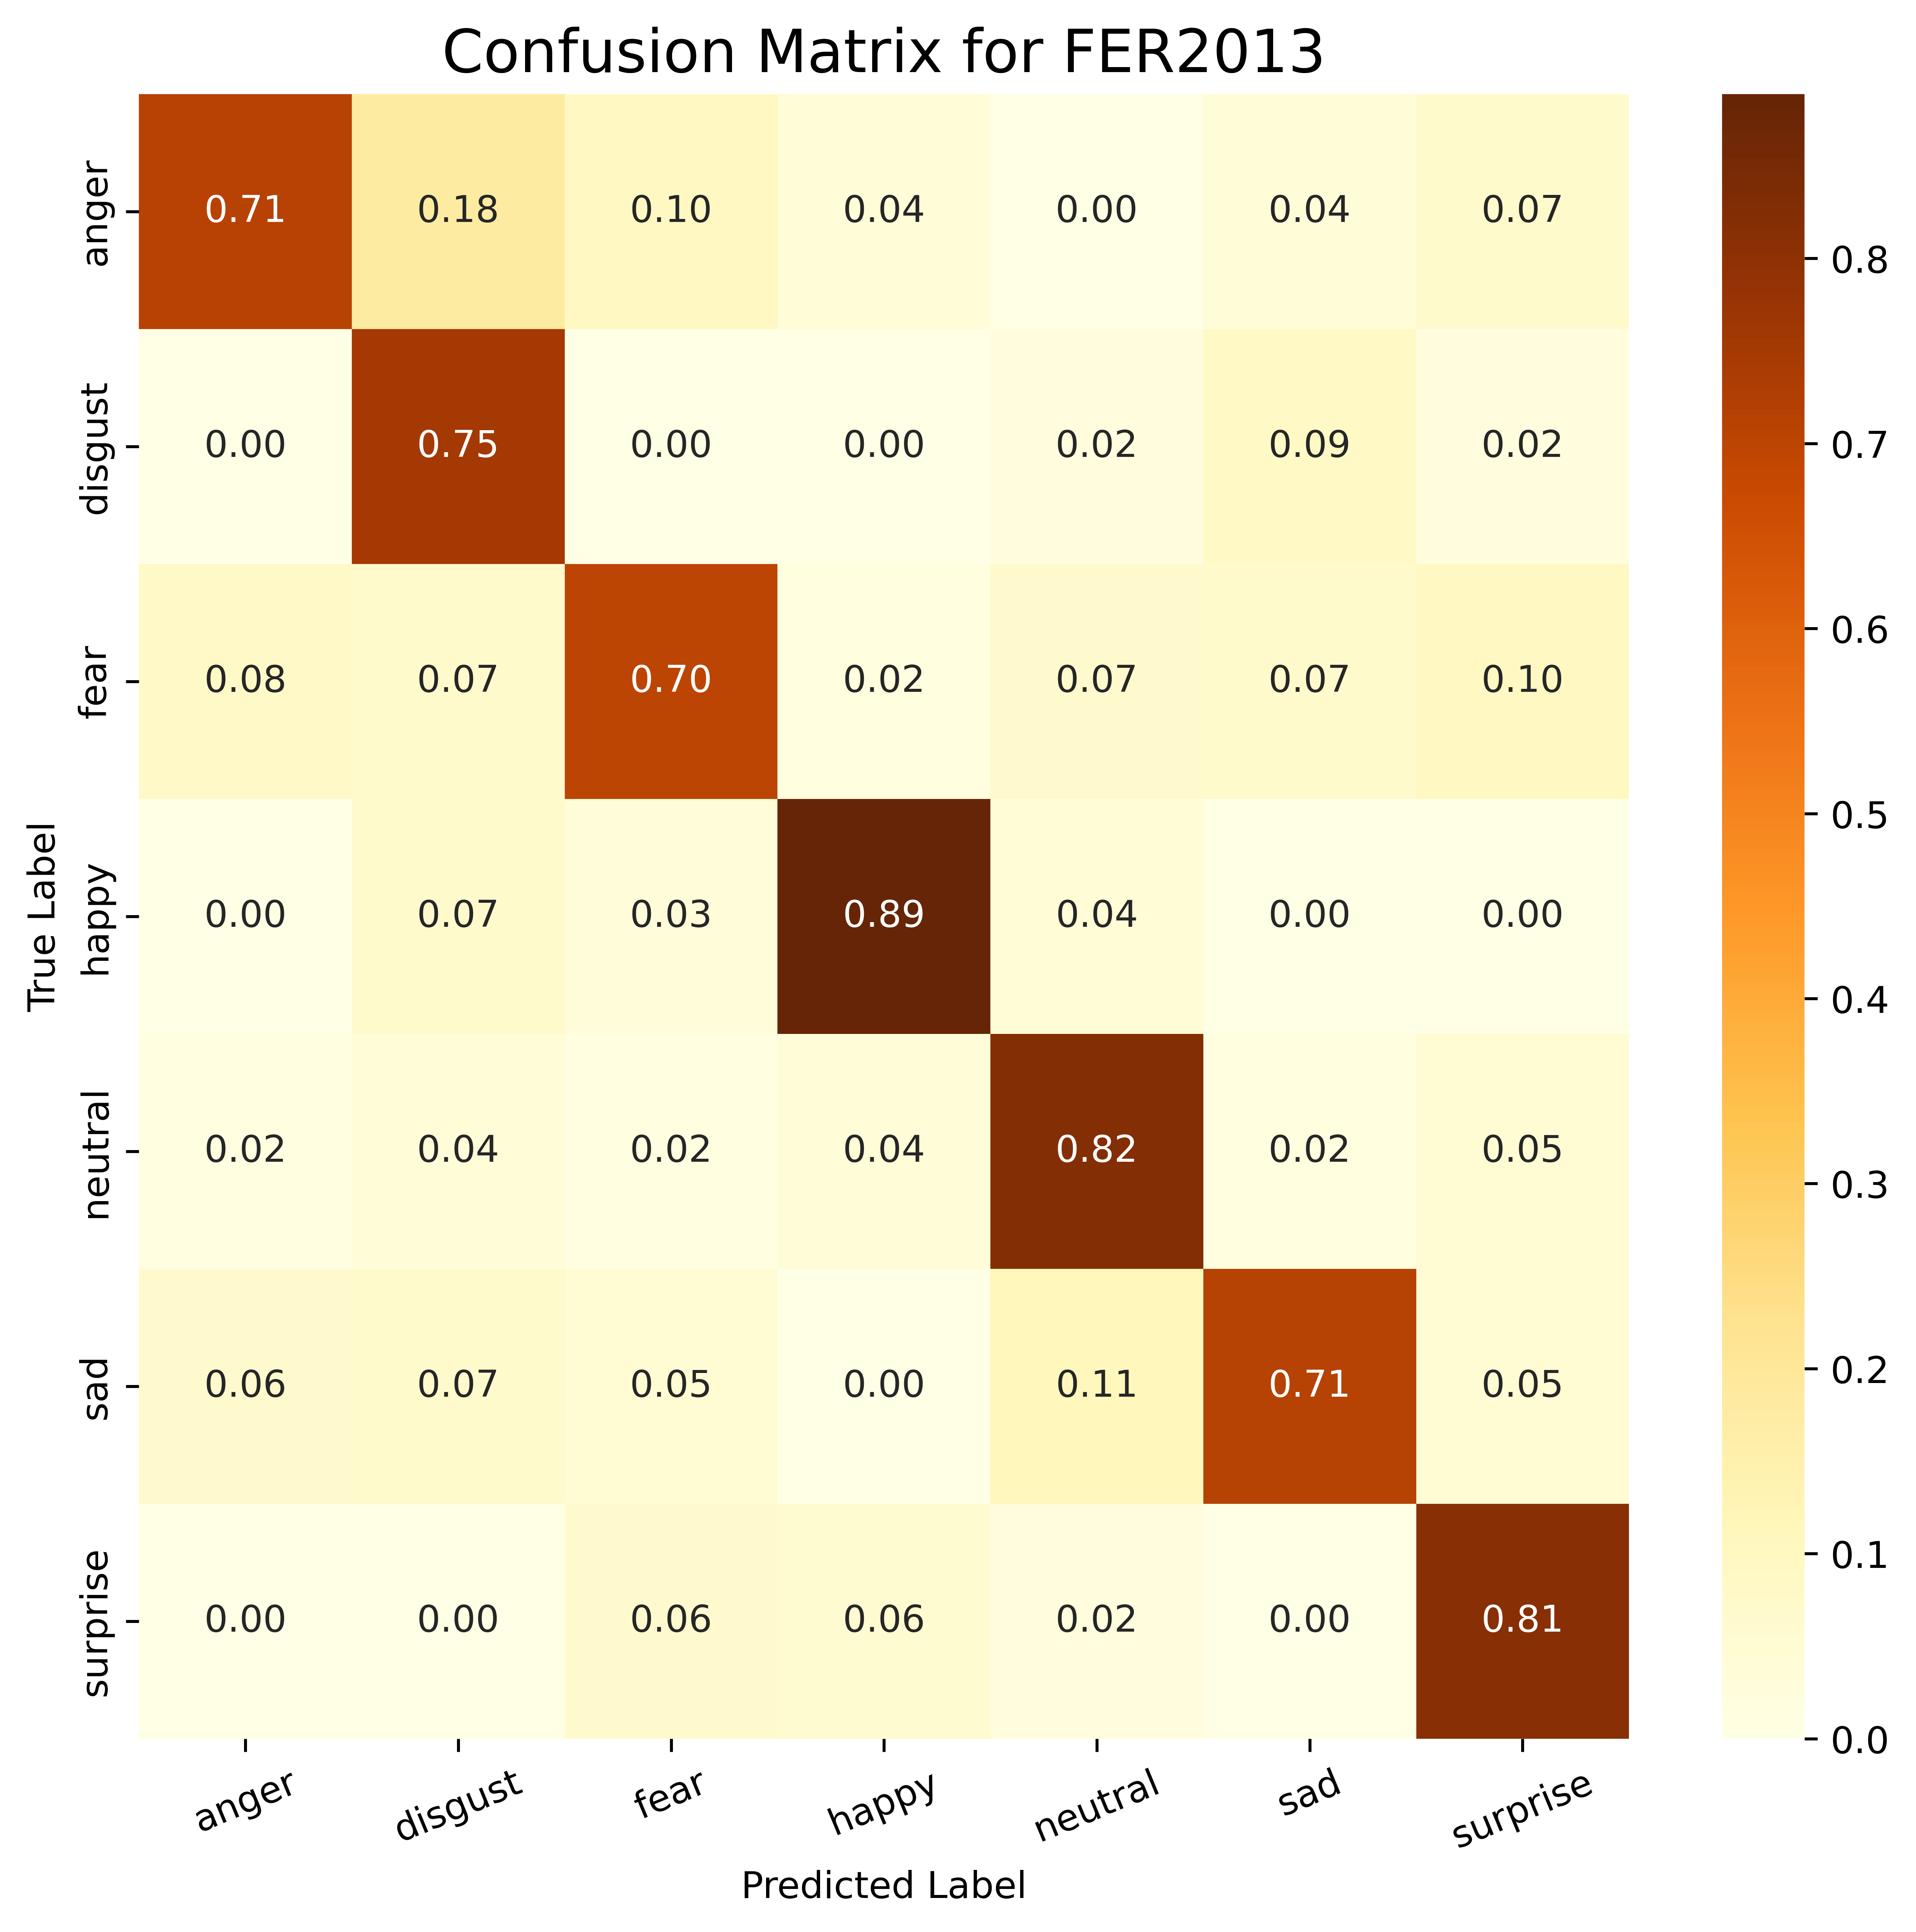 Confusion Matrix for FER2013
True Label
anger 0.71 0.18 0.10 0.04 0.00 0.04 0.07
disgust 0.00 0.75 0.00 0.00 0.02 0.09 0.02
fear 0.08 0.07 0.70 0.02 0.07 0.07 0.10
happy 0.00 0.07 0.03 0.89 0.04 0.00 0.00
neutral 0.02 0.04 0.02 0.04 0.82 0.02 0.05
sad 0.06 0.07 0.05 0.00 0.11 0.71 0.05
surprise 0.00 0.00 0.06 0.06 0.02 0.00 0.81
anger disgust fear happy neutral sad surprise
Predicted Label
0.8
0.7
0.6
0.5
0.4
0.3
0.2
0.1
0.0